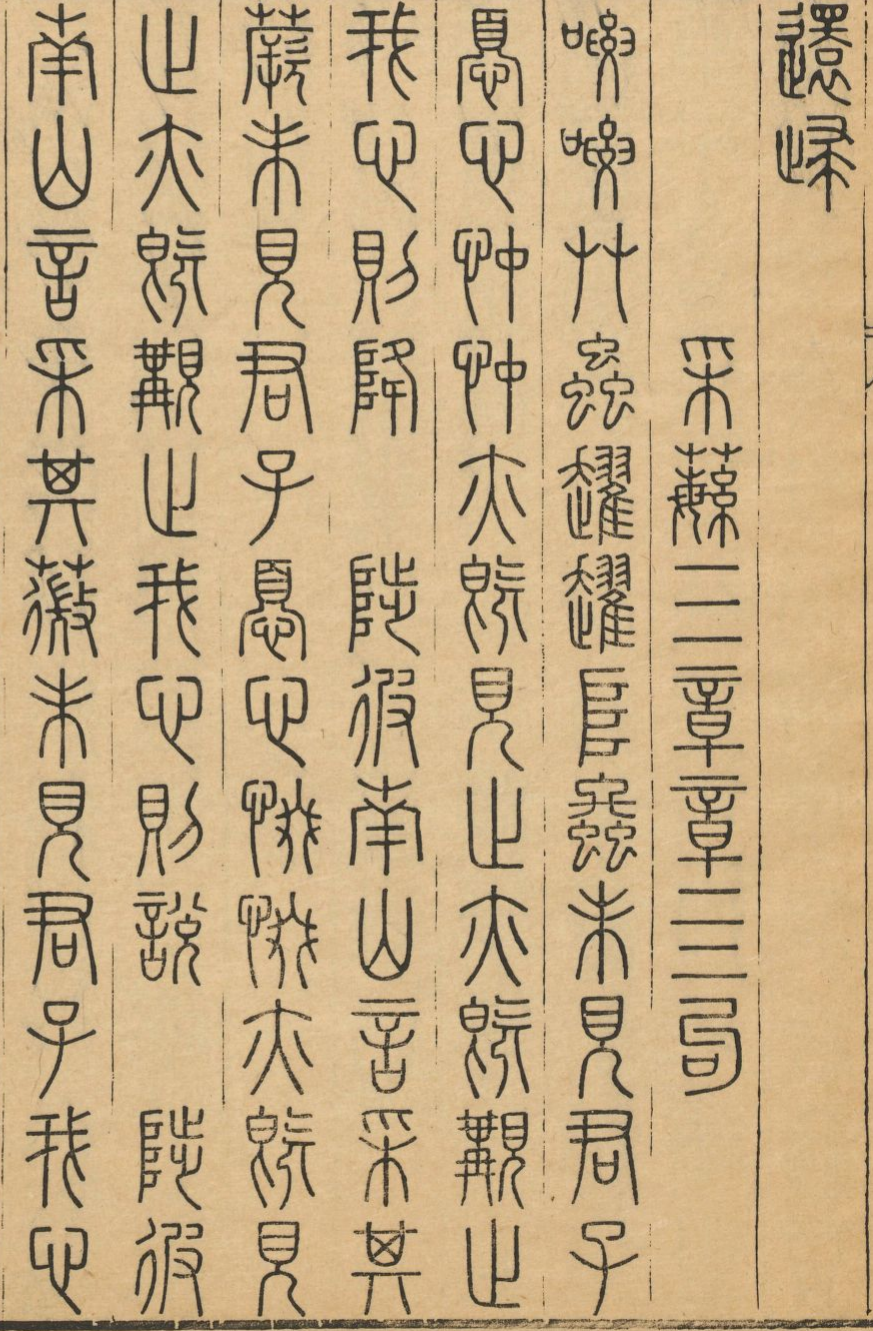 還歸
采蘩三章章亖句
喓喓艸蟲趯趯阜螽未見君子
憂心忡忡亦既見止亦既覯止
我心則降　陟彼南山言采其
蕨未見君子憂心惙惙亦既見
止亦既覯止我心則說　陟彼
南山言采其薇未見君子我心